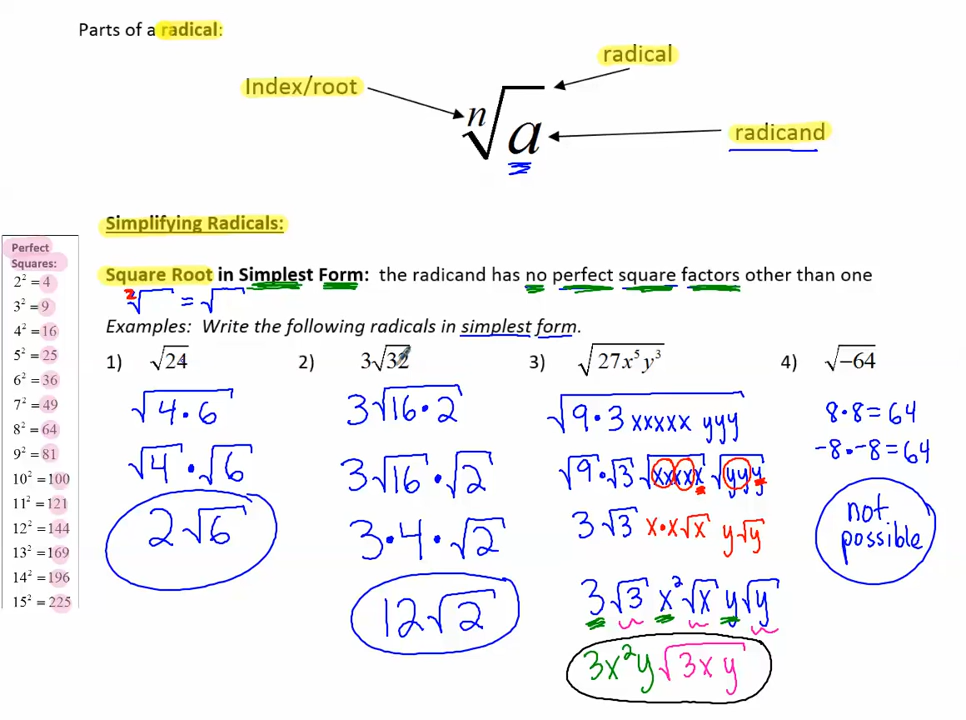 Parts of a radical:
radical
Index/root
n√a
radicand
Simplifying Radicals:
Perfect
Squares:
2² = 4
3² = 9
4² = 16
5² = 25
6² = 36
7² = 49
8² = 64
9² = 81
10² = 100
11² = 121
12² = 144
13² = 169
14² = 196
15² = 225
Square Root in Simplest Form: the radicand has no perfect square factors other than one
2√ = √
Examples: Write the following radicals in simplest form.
1) √24
√4·6
√4 · √6
2√6
2) 3√32
3√16·2
3√16 · √2
3·4·√2
12√2
3) √27x⁵y³
√9·3xxxxx yyy
√9 · √3 √xxxxx √yyy
3√3 x·x√x y√y
3√3 x²√x y√y
3x²y√3xy
4) √−64
8·8=64
-8·-8=64
not
possible